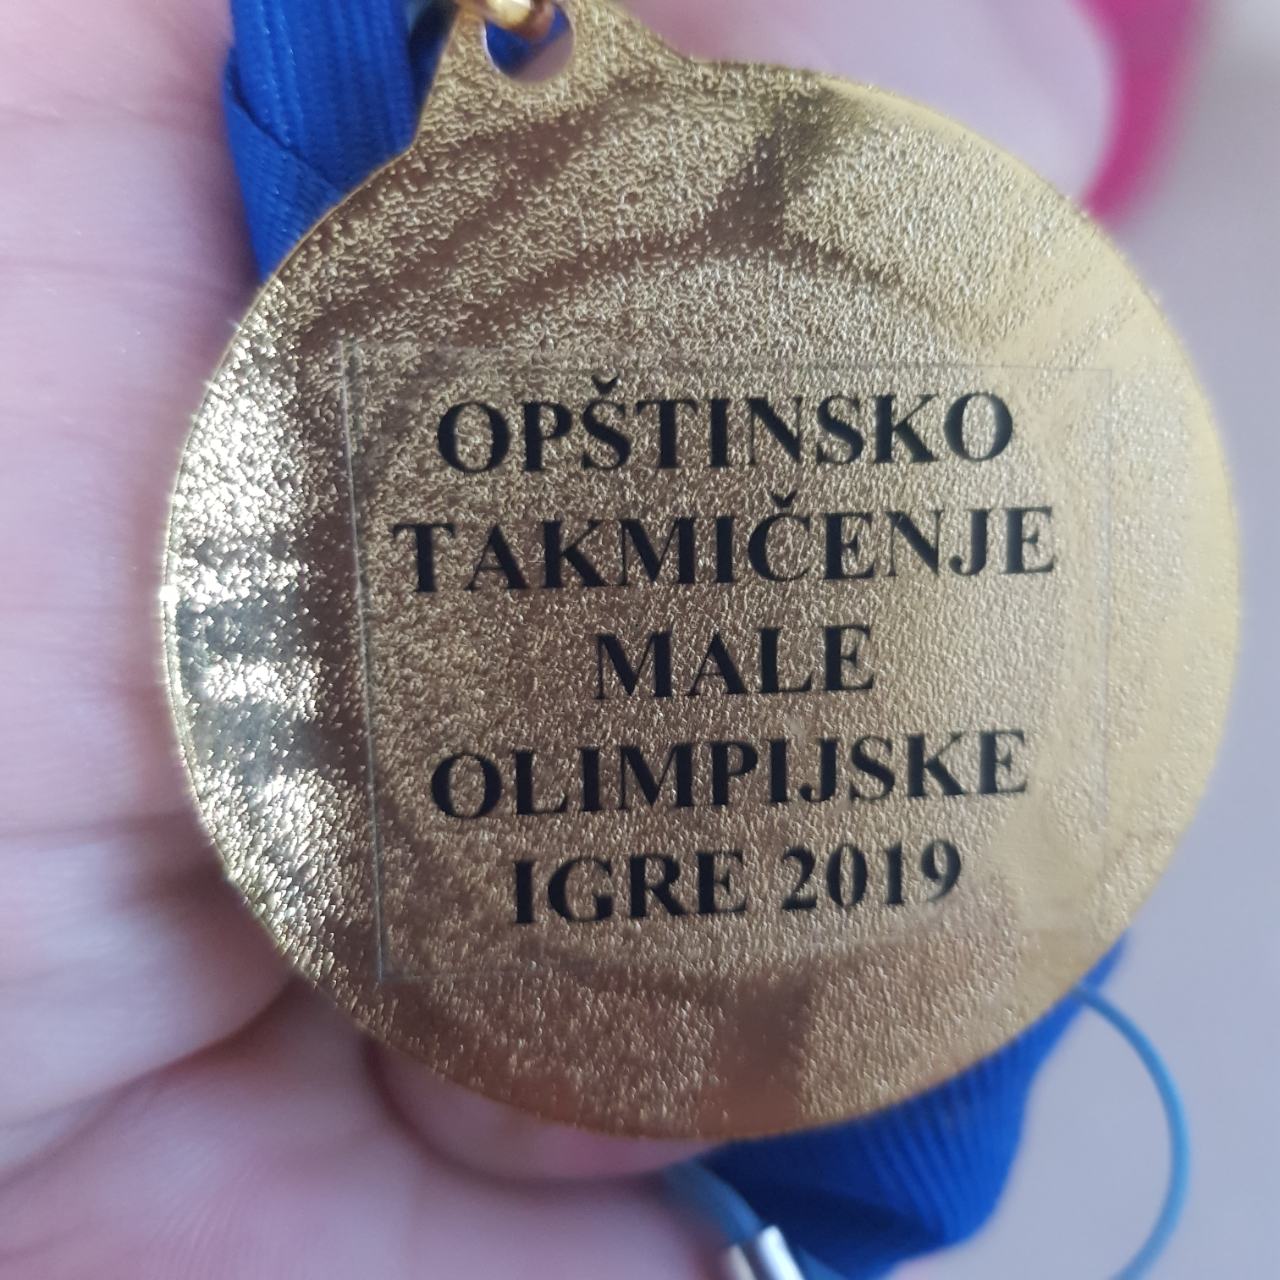 OPŠTINSKO
TAKMIČENJE
MALE
OLIMPIJSKE
IGRE 2019